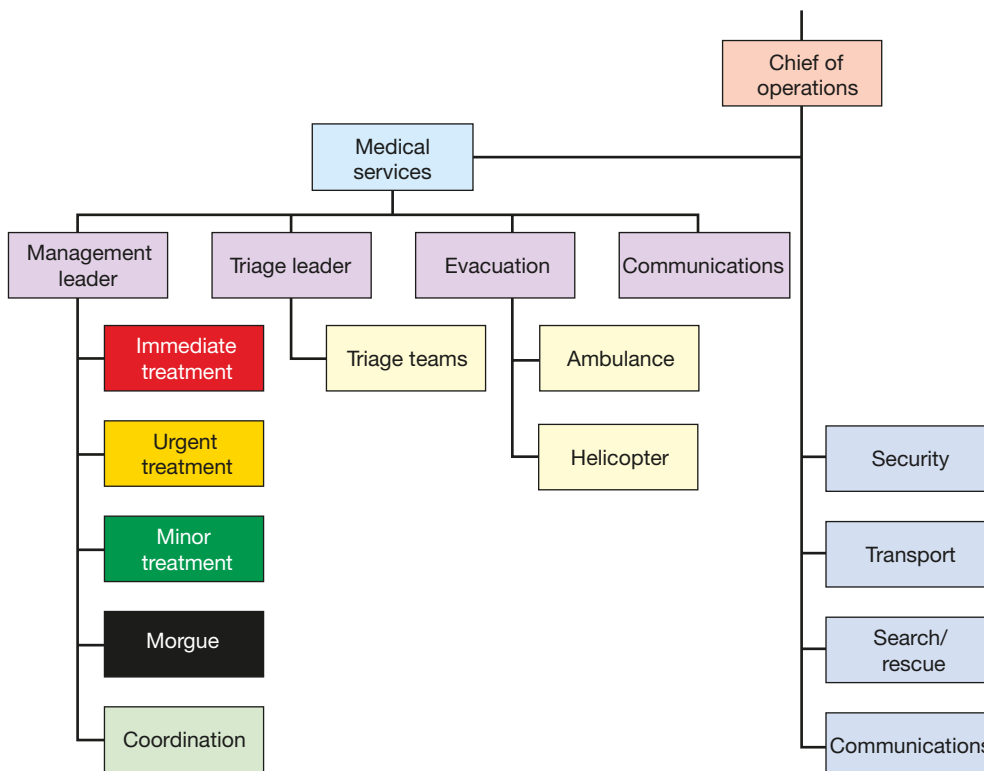 Chief of
operations
Medical
services
Management
leader
Triage leader
Evacuation
Communications
Immediate
treatment
Triage teams
Ambulance
Urgent
treatment
Helicopter
Security
Minor
treatment
Transport
Morgue
Search/
rescue
Coordination
Communications